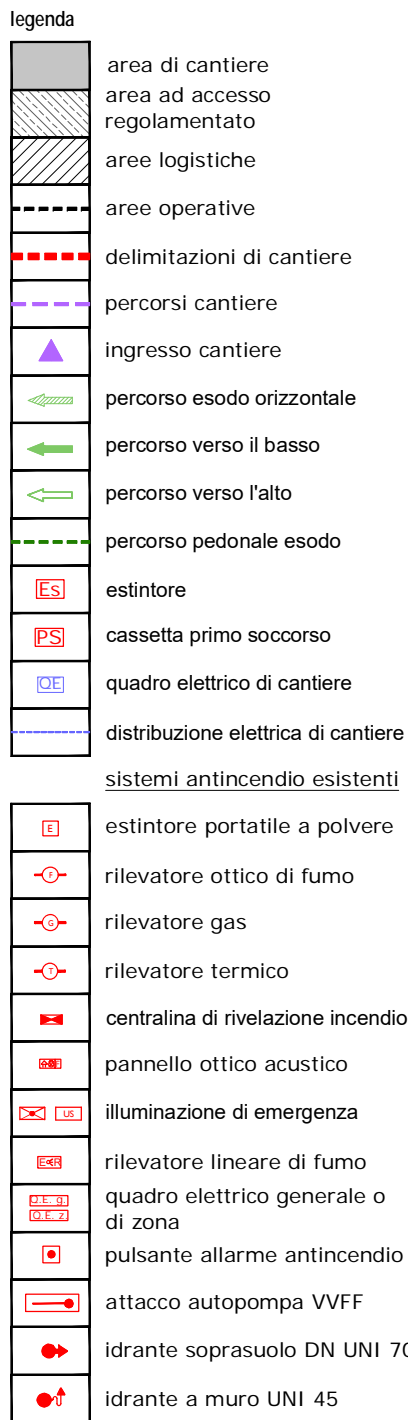 legenda
area di cantiere
area ad accesso
regolamentato
aree logistiche
aree operative
delimitazioni di cantiere
percorsi cantiere
ingresso cantiere
percorso esodo orizzontale
percorso verso il basso
percorso verso l'alto
percorso pedonale esodo
Es estintore
PS cassetta primo soccorso
QE quadro elettrico di cantiere
distribuzione elettrica di cantiere
sistemi antincendio esistenti
E estintore portatile a polvere
F rilevatore ottico di fumo
G rilevatore gas
T rilevatore termico
centralina di rivelazione incendio
pannello ottico acustico
US illuminazione di emergenza
rilevatore lineare di fumo
Q.E. g. quadro elettrico generale o
Q.E. z. di zona
pulsante allarme antincendio
attacco autopompa VVFF
idrante soprasuolo DN UNI 70
idrante a muro UNI 45